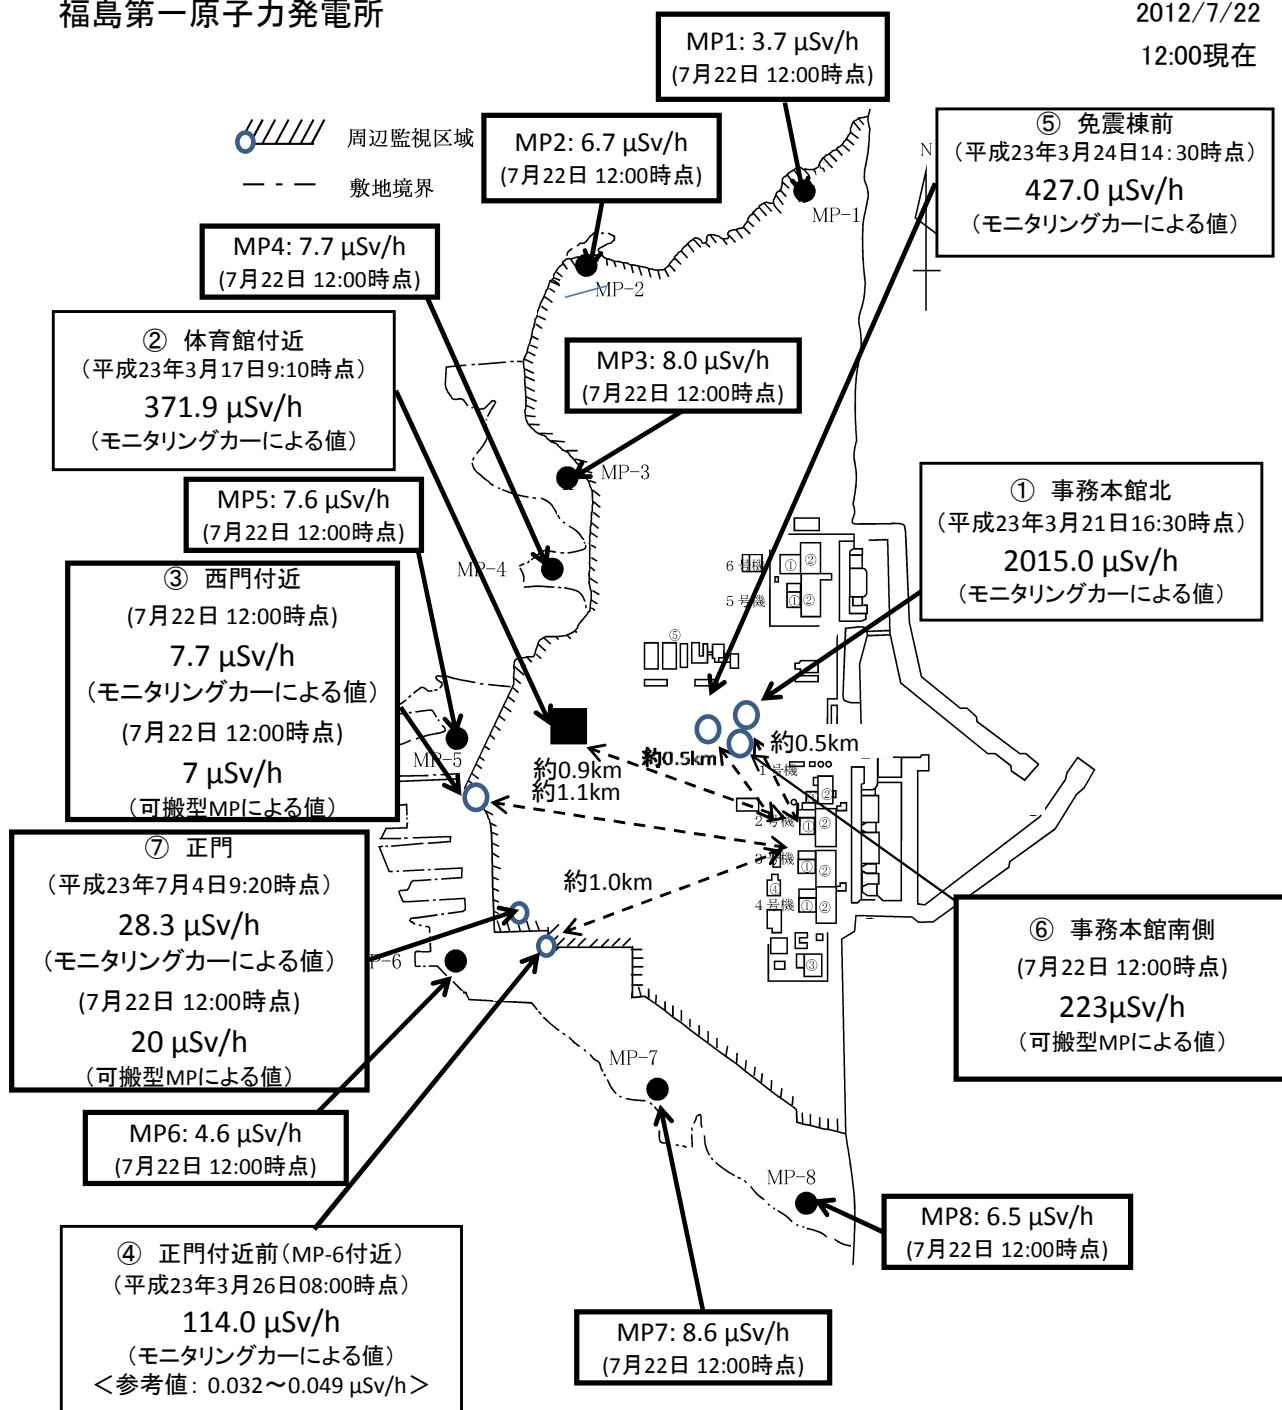 福島第一原子力発電所
2012/7/22
12:00現在
MP1: 3.7 μSv/h
(7月22日 12:00時点)
周辺監視区域
敷地境界
MP2: 6.7 μSv/h
(7月22日 12:00時点)
⑤ 免震棟前
(平成23年3月24日14:30時点)
427.0 μSv/h
(モニタリングカーによる値)
N
MP-1
MP4: 7.7 μSv/h
(7月22日 12:00時点)
MP-2
② 体育館付近
(平成23年3月17日9:10時点)
371.9 μSv/h
(モニタリングカーによる値)
MP3: 8.0 μSv/h
(7月22日 12:00時点)
MP-3
MP5: 7.6 μSv/h
(7月22日 12:00時点)
① 事務本館北
(平成23年3月21日16:30時点)
2015.0 μSv/h
(モニタリングカーによる値)
MP-4
6号機
① ②
5号機
① ②
③ 西門付近
(7月22日 12:00時点)
7.7 μSv/h
(モニタリングカーによる値)
(7月22日 12:00時点)
7 μSv/h
(可搬型MPによる値)
⑤
MP-5
約0.9km
約1.1km
約0.5km
約0.5km
1号機
②
2号機
① ②
3号機
① ②
④
4号機
① ②
③
約1.0km
⑦ 正門
(平成23年7月4日9:20時点)
28.3 μSv/h
(モニタリングカーによる値)
(7月22日 12:00時点)
20 μSv/h
(可搬型MPによる値)
P-6
⑥ 事務本館南側
(7月22日 12:00時点)
223μSv/h
(可搬型MPによる値)
MP-7
MP6: 4.6 μSv/h
(7月22日 12:00時点)
MP-8
MP8: 6.5 μSv/h
(7月22日 12:00時点)
④ 正門付近前(MP-6付近)
(平成23年3月26日08:00時点)
114.0 μSv/h
(モニタリングカーによる値)
＜参考値: 0.032～0.049 μSv/h＞
MP7: 8.6 μSv/h
(7月22日 12:00時点)